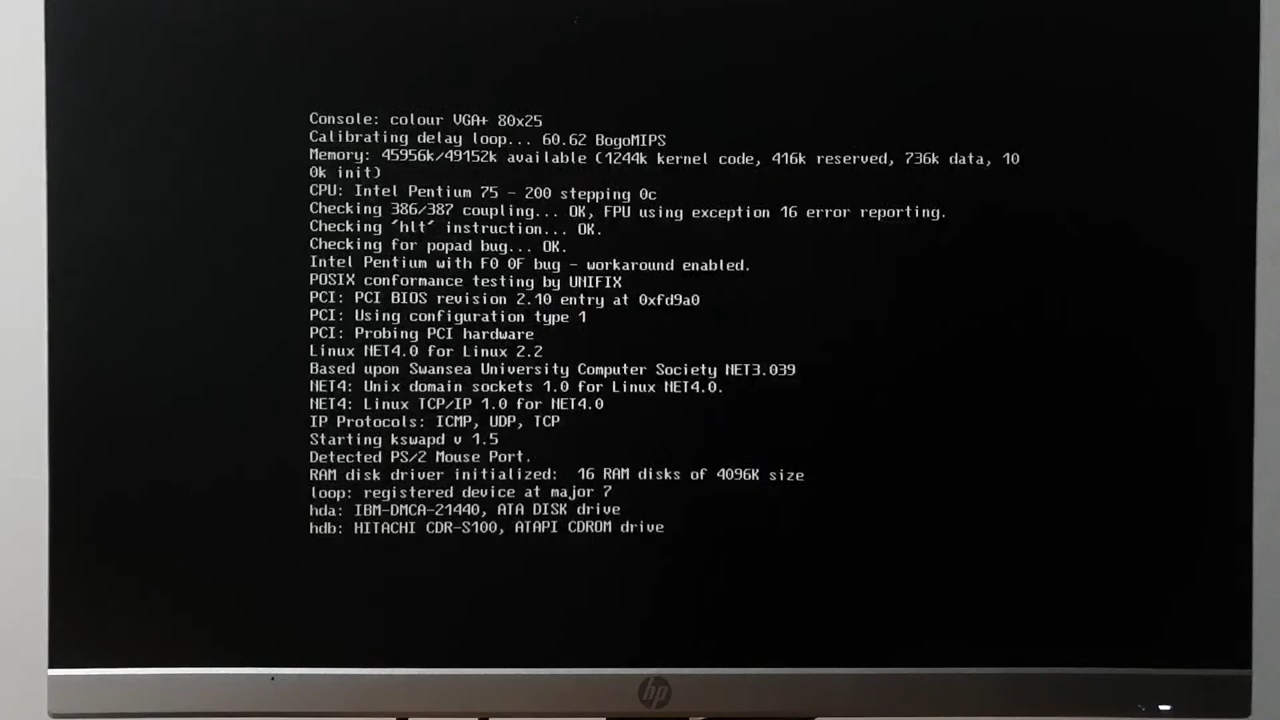 Console: colour VGA+ 80x25
Calibrating delay loop... 60.62 BogoMIPS
Memory: 45956k/49152k available (1244k kernel code, 416k reserved, 736k data, 10
0k init)
CPU: Intel Pentium 75 - 200 stepping 0c
Checking 386/387 coupling... OK, FPU using exception 16 error reporting.
Checking 'hlt' instruction... OK.
Checking for popad bug... OK.
Intel Pentium with F0 0F bug - workaround enabled.
POSIX conformance testing by UNIFIX
PCI: PCI BIOS revision 2.10 entry at 0xfd9a0
PCI: Using configuration type 1
PCI: Probing PCI hardware
Linux NET4.0 for Linux 2.2
Based upon Swansea University Computer Society NET3.039
NET4: Unix domain sockets 1.0 for Linux NET4.0.
NET4: Linux TCP/IP 1.0 for NET4.0
IP Protocols: ICMP, UDP, TCP
Starting kswapd v 1.5
Detected PS/2 Mouse Port.
RAM disk driver initialized:  16 RAM disks of 4096K size
loop: registered device at major 7
hda: IBM-DMCA-21440, ATA DISK drive
hdb: HITACHI CDR-S100, ATAPI CDROM drive
hp